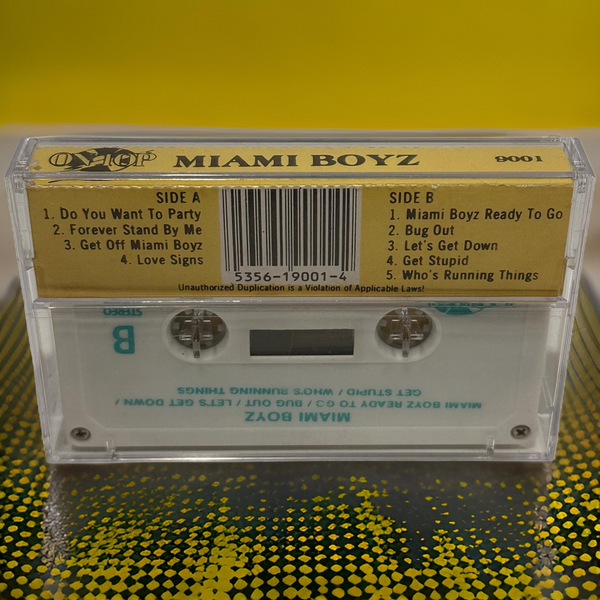 ON TOP MIAMI BOYZ 9001
SIDE A
1. Do You Want To Party
2. Forever Stand By Me
3. Get Off Miami Boyz
4. Love Signs
5356-19001-4
SIDE B
1. Miami Boyz Ready To Go
2. Bug Out
3. Let's Get Down
4. Get Stupid
5. Who's Running Things
Unauthorized Duplication is a Violation of Applicable Laws!
B
STEREO
MIAMI BOYZ
MIAMI BOYZ READY TO GO / BUG OUT / LET'S GET DOWN /
GET STUPID / WHO'S RUNNING THINGS